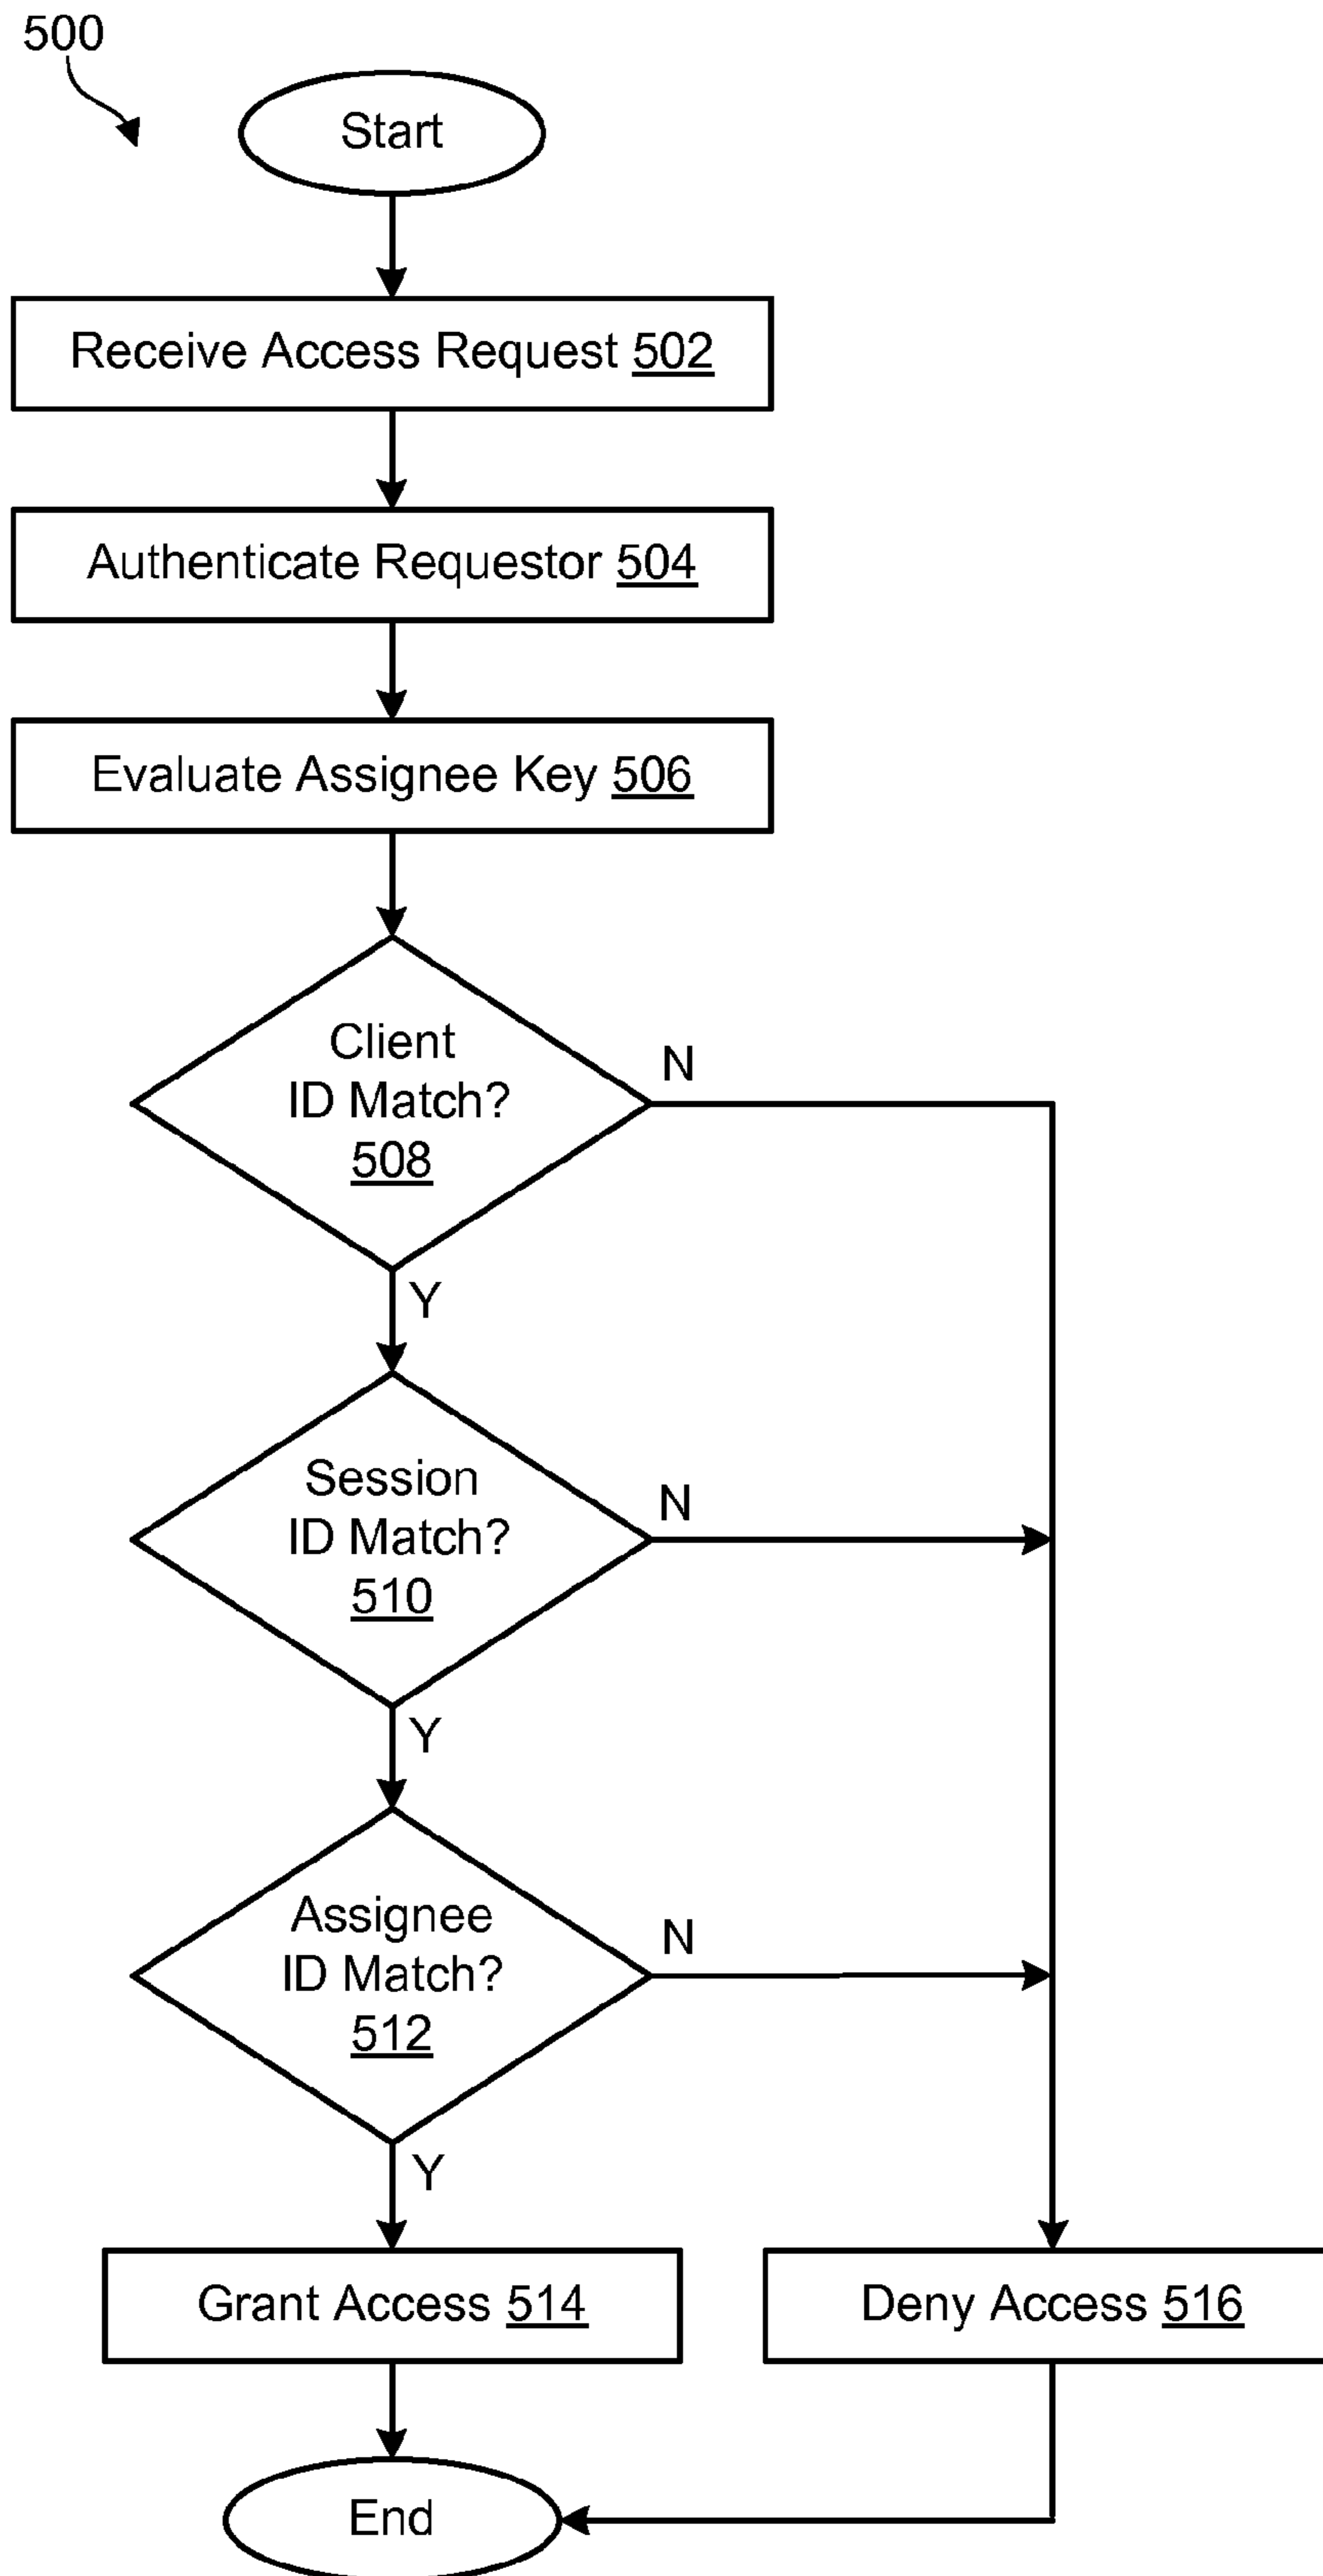 500
Start
Receive Access Request 502
Authenticate Requestor 504
Evaluate Assignee Key 506
Client
ID Match?
508
N
Y
Session
ID Match?
510
N
Y
Assignee
ID Match?
512
N
Y
Grant Access 514
Deny Access 516
End